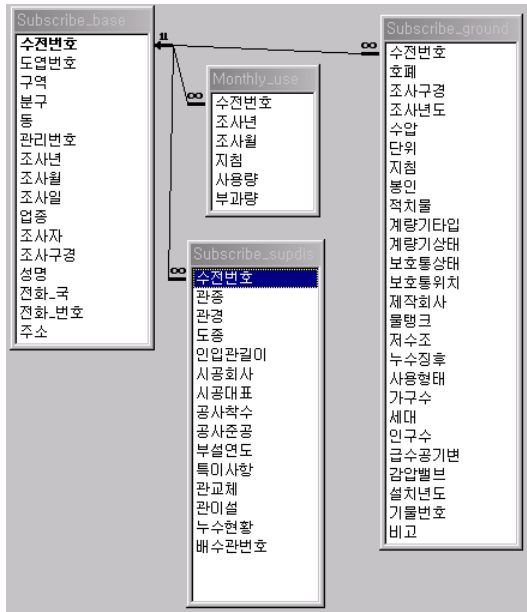 Subscribe_base
수전번호
도엽번호
구역
분구
동
관리번호
조사년
조사월
조사일
업종
조사자
조사구경
성명
전화_국
전화_번호
주소
Monthly_use
수전번호
조사년
조사월
지침
사용량
부과량
Subscribe_supdis
수전번호
관종
관경
도종
인입관길이
시공회사
시공대표
공사착수
공사준공
부설연도
특이사항
관교체
관이설
누수현황
배수관번호
Subscribe_ground
수전번호
호폐
조사구경
조사년도
수압
단위
지침
봉인
적치물
계량기타입
계량기상태
보호통상태
보호통위치
제작회사
물탱크
저수조
누수징후
사용형태
가구수
세대
인구수
급수공기변
감압밸브
설치년도
기물번호
비고
11
∞
∞
∞